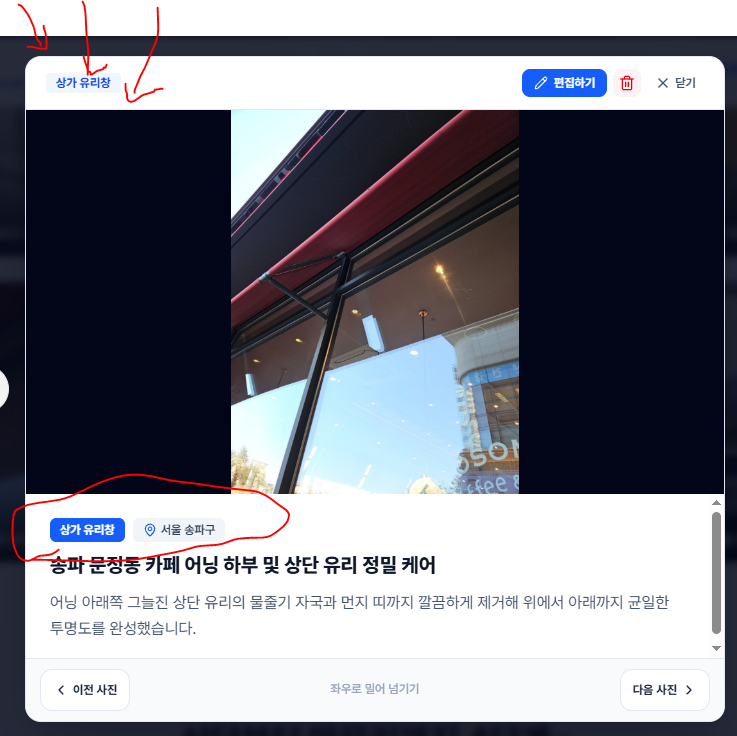 상가 유리창
편집하기
닫기
상가 유리창 서울 송파구
송파 문정동 카페 어닝 하부 및 상단 유리 정밀 케어
어닝 아래쪽 그늘진 상단 유리의 물줄기 자국과 먼지 띠까지 깔끔하게 제거해 위에서 아래까지 균일한
투명도를 완성했습니다.
이전 사진
좌우로 밀어 넘기기
다음 사진